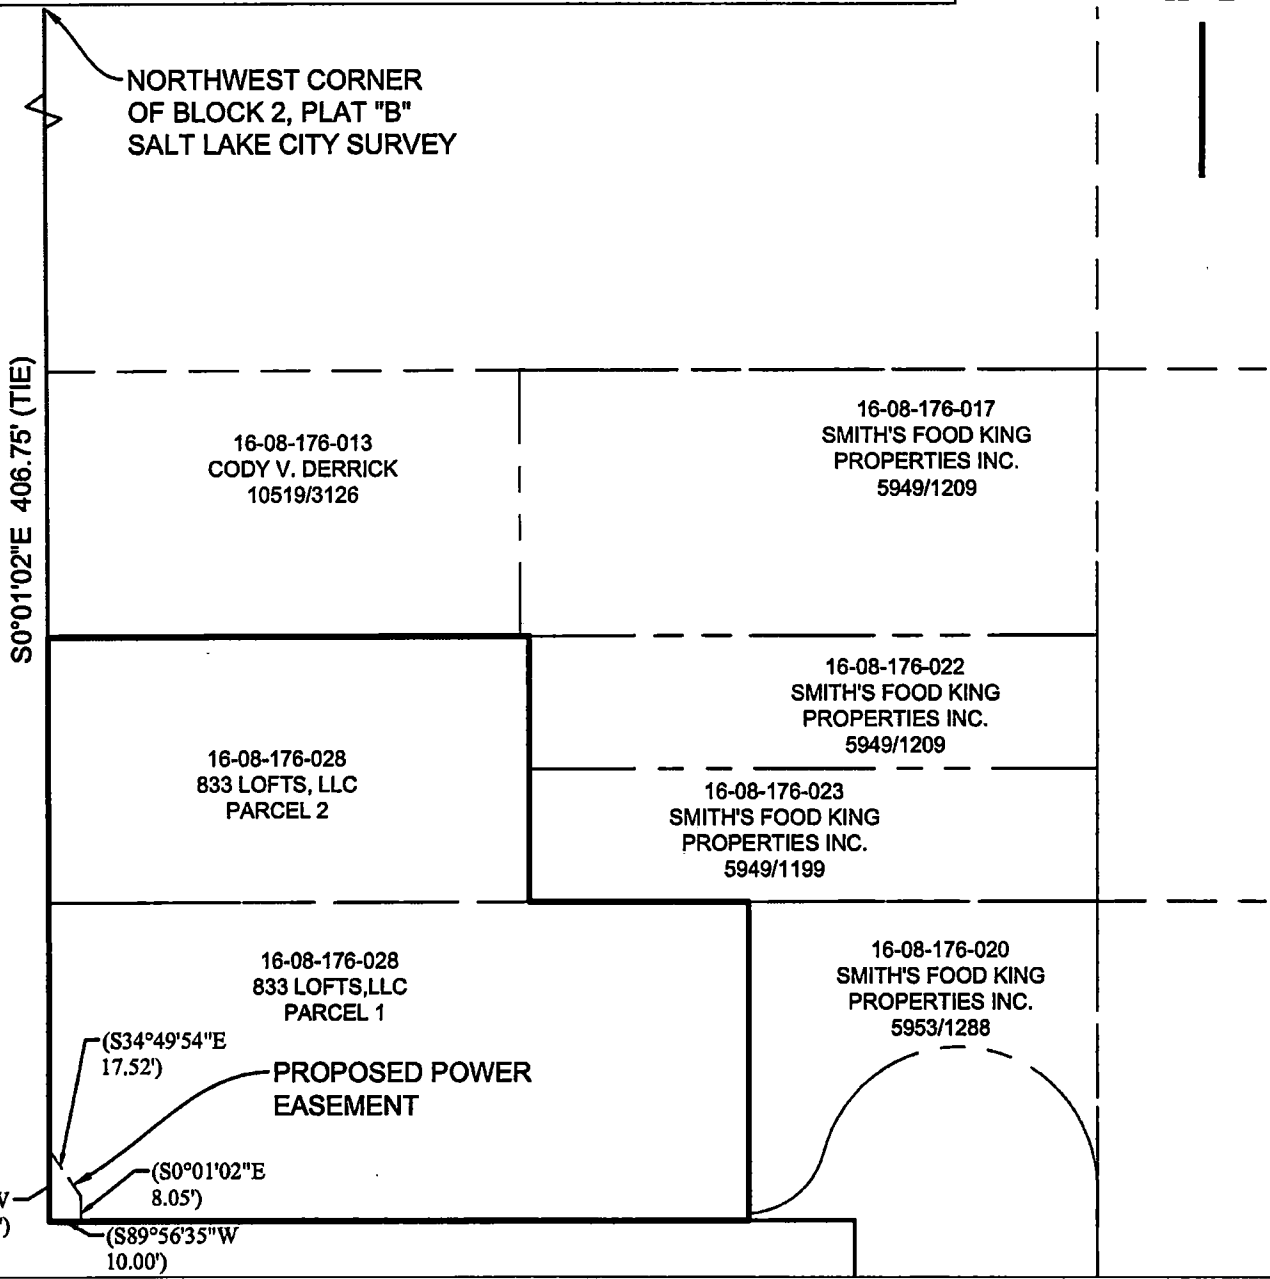 NORTHWEST CORNER
OF BLOCK 2, PLAT "B"
SALT LAKE CITY SURVEY
S0°01'02"E 406.75' (TIE)
16-08-176-013
CODY V. DERRICK
10519/3126
16-08-176-017
SMITH'S FOOD KING
PROPERTIES INC.
5949/1209
16-08-176-022
SMITH'S FOOD KING
PROPERTIES INC.
5949/1209
16-08-176-028
833 LOFTS, LLC
PARCEL 2
16-08-176-023
SMITH'S FOOD KING
PROPERTIES INC.
5949/1199
16-08-176-028
833 LOFTS,LLC
PARCEL 1
16-08-176-020
SMITH'S FOOD KING
PROPERTIES INC.
5953/1288
(S34°49'54"E
17.52')
PROPOSED POWER
EASEMENT
(S0°01'02"E
8.05')
(S89°56'35"W
10.00')